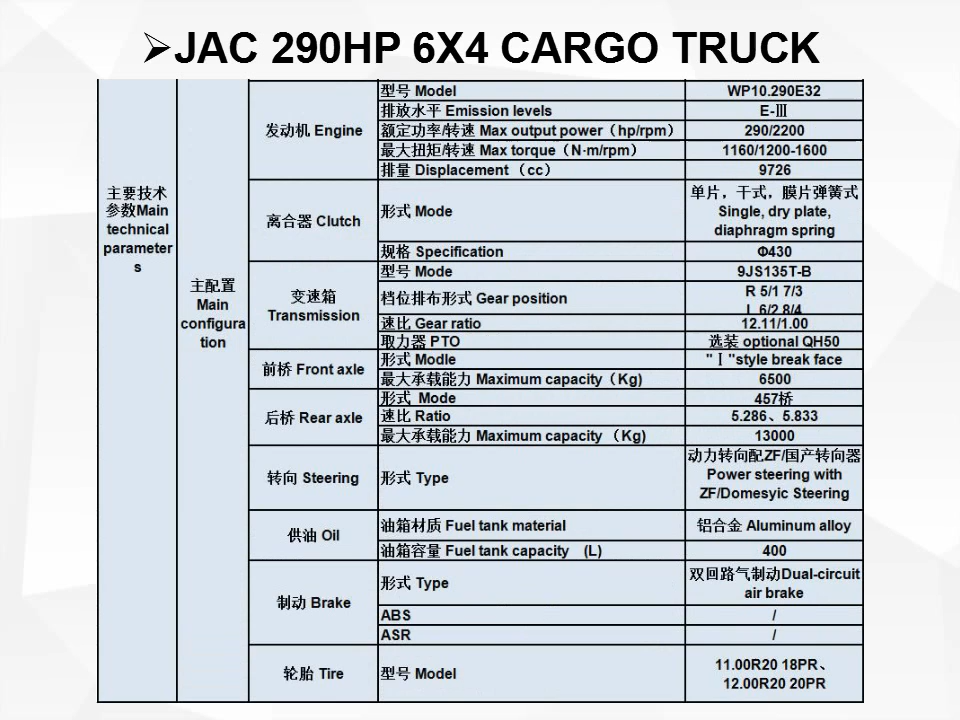 ➢JAC 290HP 6X4 CARGO TRUCK
主要技术
参数Main
technical
parameter
s
主配置
Main
configura
tion
发动机 Engine
型号 Model
WP10.290E32
排放水平 Emission levels
E-Ⅲ
额定功率/转速 Max output power（hp/rpm）
290/2200
最大扭矩/转速 Max torque（N·m/rpm）
1160/1200-1600
排量 Displacement （cc）
9726
离合器 Clutch
形式 Mode
单片，干式，膜片弹簧式
Single, dry plate,
diaphragm spring
规格 Specification
Φ430
变速箱
Transmission
型号 Mode
9JS135T-B
档位排布形式 Gear position
R 5/1 7/3
L 6/2 8/4
速比 Gear ratio
12.11/1.00
取力器 PTO
选装 optional QH50
前桥 Front axle
形式 Modle
"Ⅰ"style break face
最大承载能力 Maximum capacity（Kg)
6500
后桥 Rear axle
形式 Mode
457桥
速比 Ratio
5.286、5.833
最大承载能力 Maximum capacity （Kg)
13000
转向 Steering
形式 Type
动力转向配ZF/国产转向器
Power steering with
ZF/Domesyic Steering
供油 Oil
油箱材质 Fuel tank material
铝合金 Aluminum alloy
油箱容量 Fuel tank capacity (L)
400
制动 Brake
形式 Type
双回路气制动Dual-circuit
air brake
ABS
/
ASR
/
轮胎 Tire
型号 Model
11.00R20 18PR、
12.00R20 20PR